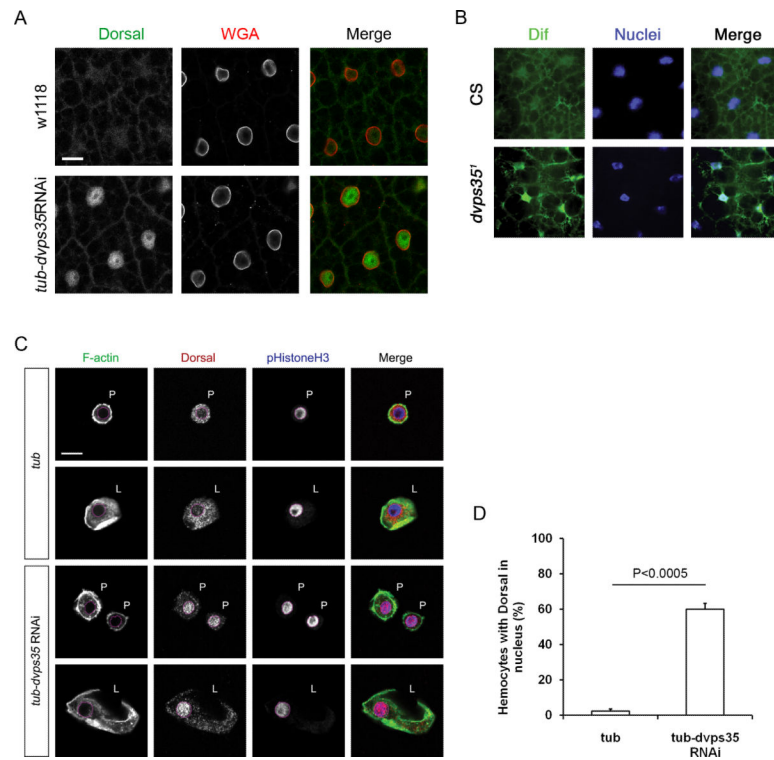 A
Dorsal WGA Merge
w1118
tub-dvps35RNAi
B
Dif Nuclei Merge
CS
dvps35¹
C
F-actin Dorsal pHistoneH3 Merge
tub
P P P P
L L L L
tub-dvps35 RNAi
P P P P
P P P P
L L L L
D
Hemocytes with Dorsal in
nucleus (%)
100
80
60
40
20
0
P<0.0005
tub tub-dvps35
RNAi